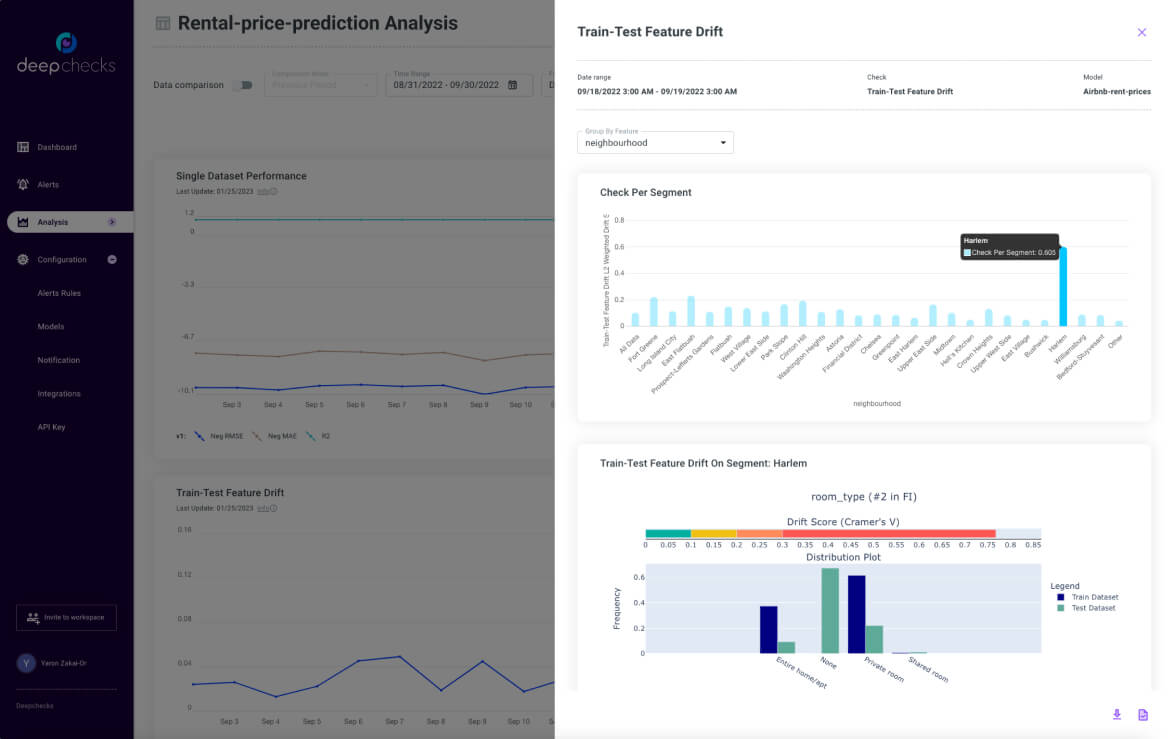 deepchecks
Dashboard
Alerts
Analysis
Configuration
Alerts Rules
Models
Notification
Integrations
API Key
Invite to workspace
Y Yaron Zakai-Or
Deepchecks
Rental-price-prediction Analysis
Data comparison
Comparison Mode
Previous Period
Time Range
08/31/2022 - 09/30/2022
Single Dataset Performance
Last Update: 01/25/2023 Info
1.2
0
-3.3
-6.7
-10.1
Sep 3 Sep 4 Sep 5 Sep 6 Sep 7 Sep 8 Sep 9 Sep 10
v1: Neg RMSE Neg MAE R2
Train-Test Feature Drift
Last Update: 01/25/2023 Info
0.16
0.12
0.08
0.04
0
Sep 3 Sep 4 Sep 5 Sep 6 Sep 7 Sep 8 Sep 9 Sep 10
Train-Test Feature Drift
Date range
09/18/2022 3:00 AM - 09/19/2022 3:00 AM
Check
Train-Test Feature Drift
Model
Airbnb-rent-prices
Group By Feature
neighbourhood
Check Per Segment
Train-Test Feature Drift L2 Weighted Drift S
0.8
0.6
0.4
0.2
0
Harlem
Check Per Segment: 0.605
All Data
Fort Greene
Long Island City
East Flatbush
Prospect-Lefferts Gardens
Flatbush
West Village
Lower East Side
Park Slope
Clinton Hill
Washington Heights
Astoria
Financial District
Chelsea
Greenpoint
East Harlem
Upper East Side
Midtown
Hell's Kitchen
Crown Heights
Upper West Side
East Village
Bushwick
Harlem
Williamsburg
Bedford-Stuyvesant
Other
neighbourhood
Train-Test Feature Drift On Segment: Harlem
room_type (#2 in FI)
Drift Score (Cramer's V)
0 0.05 0.1 0.15 0.2 0.25 0.3 0.35 0.4 0.45 0.5 0.55 0.6 0.65 0.7 0.75 0.8 0.85
Distribution Plot
Frequency
0.6
0.4
0.2
0
Entire home/apt
None
Private room
Shared room
Legend
Train Dataset
Test Dataset